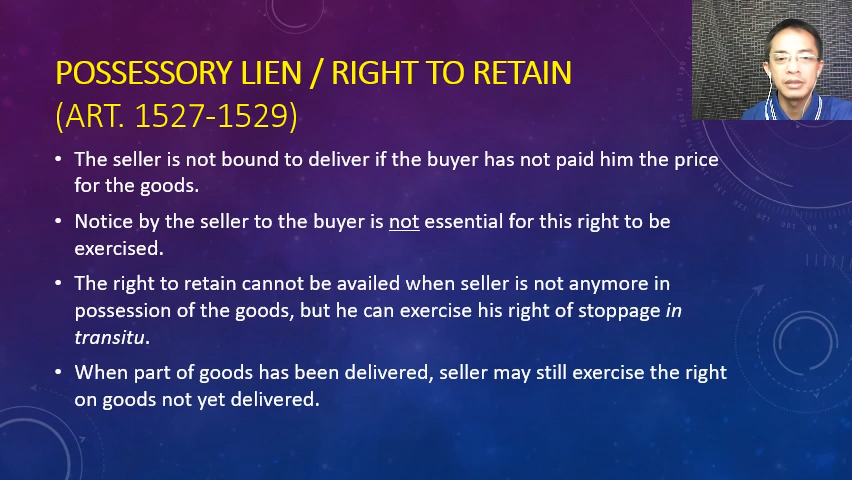 POSSESSORY LIEN / RIGHT TO RETAIN
(ART. 1527-1529)
• The seller is not bound to deliver if the buyer has not paid him the price
for the goods.
• Notice by the seller to the buyer is not essential for this right to be
exercised.
• The right to retain cannot be availed when seller is not anymore in
possession of the goods, but he can exercise his right of stoppage in
transitu.
• When part of goods has been delivered, seller may still exercise the right
on goods not yet delivered.